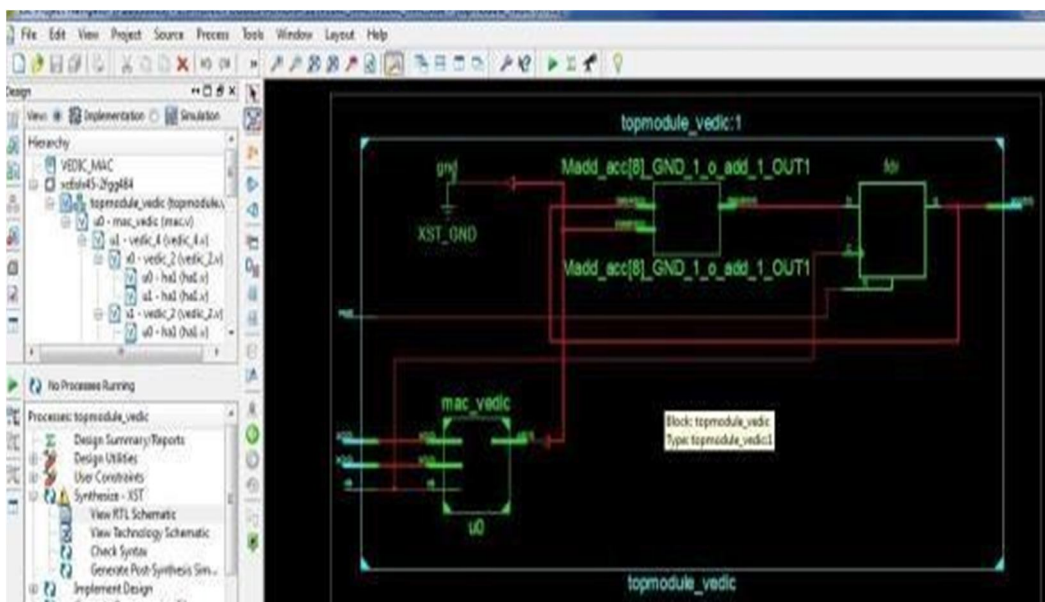 File Edit View Project Source Process Tools Window Layout Help
Design
View: Implementation Simulation
Hierarchy
VEDIC_MAC
topmodule_vedic (topmodule.v
u0 - mac_vedic (mac.v)
u1 - vedic_4 (vedic_4.v)
vedic_2 (vedic_2.v)
u0 - ha1 (ha1.v)
u1 - ha1 (ha1.v)
vedic_2 (vedic_2.v)
u0 - ha1 (ha1.v)
No Processes Running
Processes: topmodule_vedic
Design Summary/Reports
Design Utilities
User Constraints
Synthesize - XST
View RTL Schematic
View Technology Schematic
Check Syntax
Generate Post-Synthesis Sim...
Implement Design
topmodule_vedic:1
gnd
XST_GND
Madd_acc[8]_GND_1_o_add_1_OUT1
Madd_acc[8]_GND_1_o_add_1_OUT1
fdr
mac_vedic
u0
Block: topmodule_vedic
Type: topmodule_vedic:1
topmodule_vedic